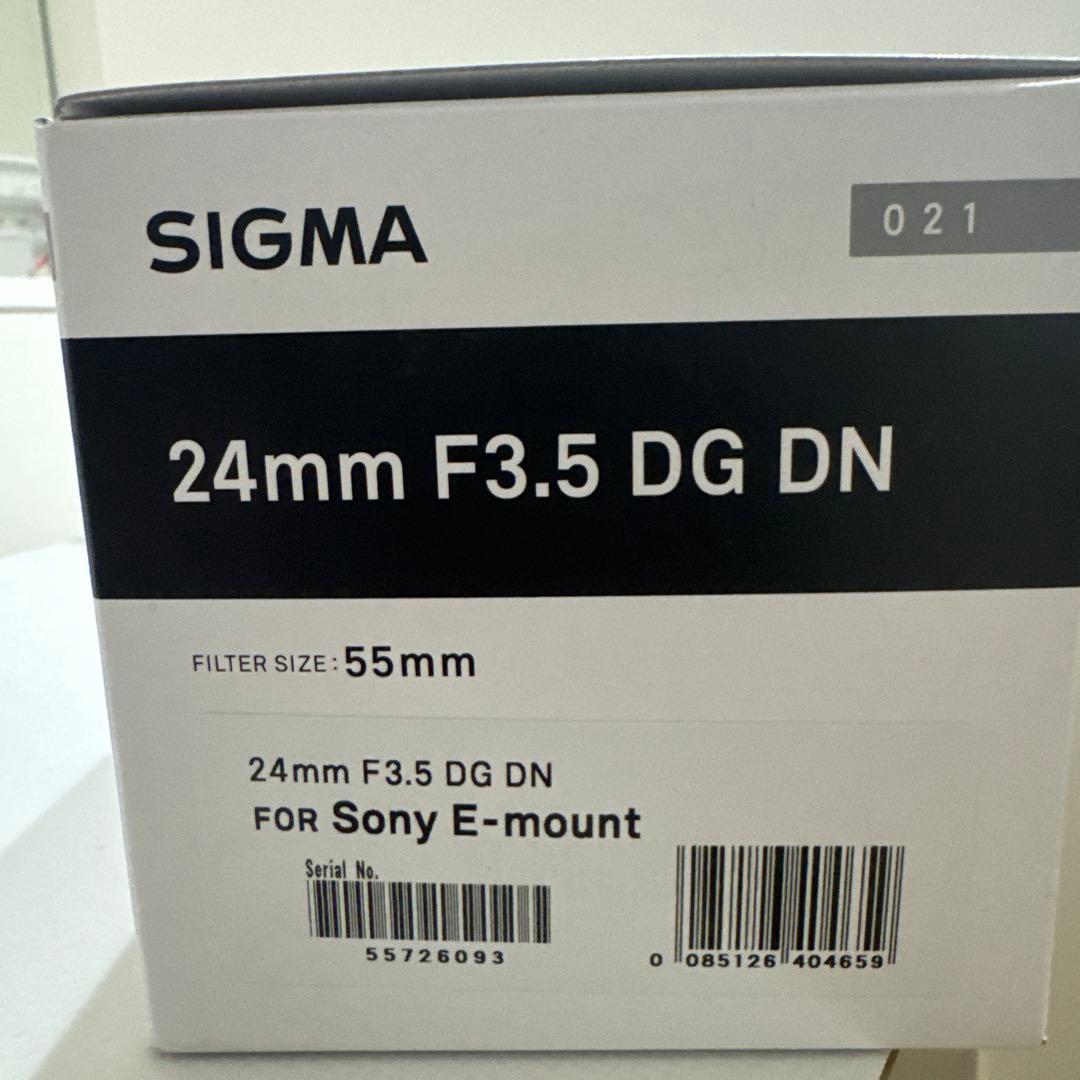 SIGMA
021
24mm F3.5 DG DN
FILTER SIZE: 55mm
24mm F3.5 DG DN
FOR Sony E-mount
Serial No.
55726093
0 085126 404659